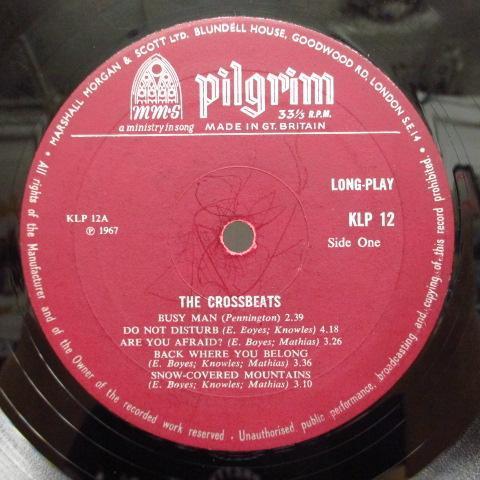 MARSHALL MORGAN & SCOTT LTD. BLUNDELL HOUSE, GOODWOOD RD. LONDON S.E.14
All rights of the Manufacturer and of the Owner of the recorded work reserved · Unauthorised public performance, broadcasting and copying of this record prohibited.
m m & s
a ministry in song
pilgrim
33⅓ R.P.M.
MADE IN GT. BRITAIN
LONG-PLAY
KLP 12A
KLP 12
℗ 1967
Side One
THE CROSSBEATS
BUSY MAN (Pennington) 2.39
DO NOT DISTURB (E. Eoyes; Knowles) 4.18
ARE YOU AFRAID? (E. Boyes; Mathias) 3.26
BACK WHERE YOU BELONG
(E. Boyes; Knowles; Mathias) 3.36
SNOW-COVERED MOUNTAINS
(E. Boyes; Knowles; Mathias) 3.10